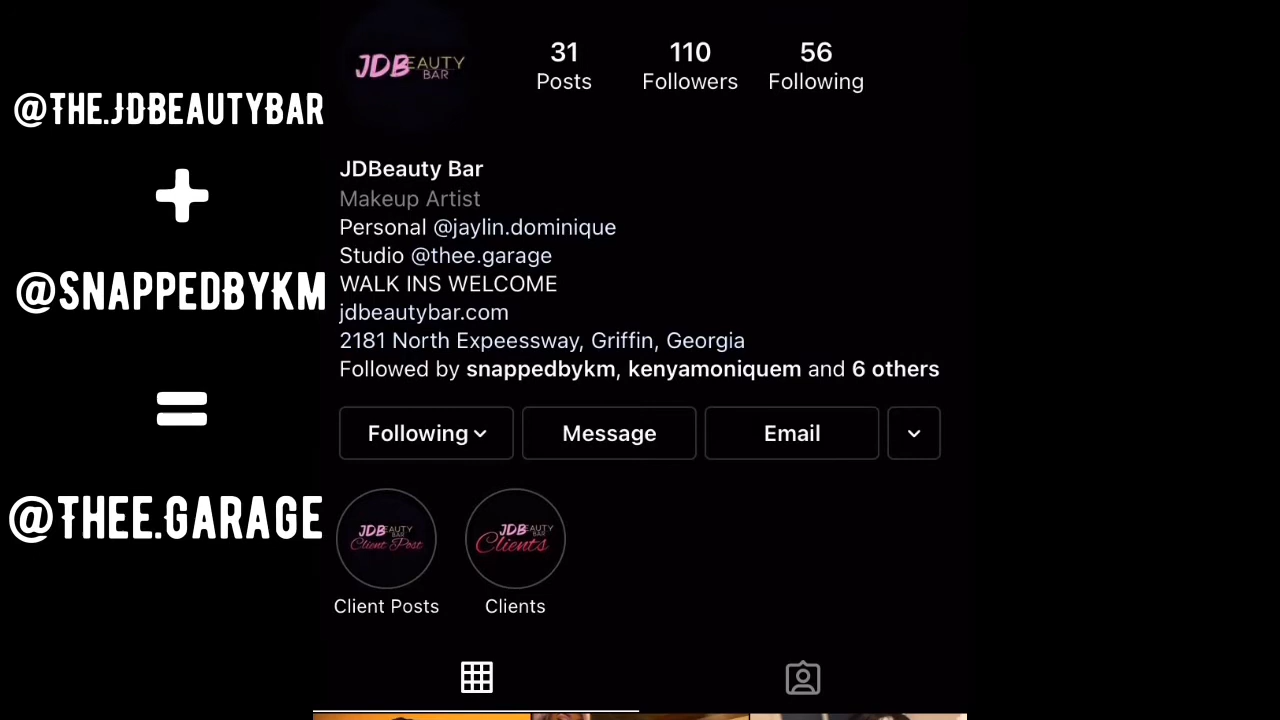 @THE.JDBEAUTYBAR
+
@SNAPPEDBYKM
=
@THEE.GARAGE
JDBEAUTY BAR
31 110 56
Posts Followers Following
JDBeauty Bar
Makeup Artist
Personal @jaylin.dominique
Studio @thee.garage
WALK INS WELCOME
jdbeautybar.com
2181 North Expeessway, Griffin, Georgia
Followed by snappedbykm, kenyamoniquem and 6 others
Following Message Email
JDBEAUTY BAR Client Post
JDBEAUTY BAR Clients
Client Posts Clients